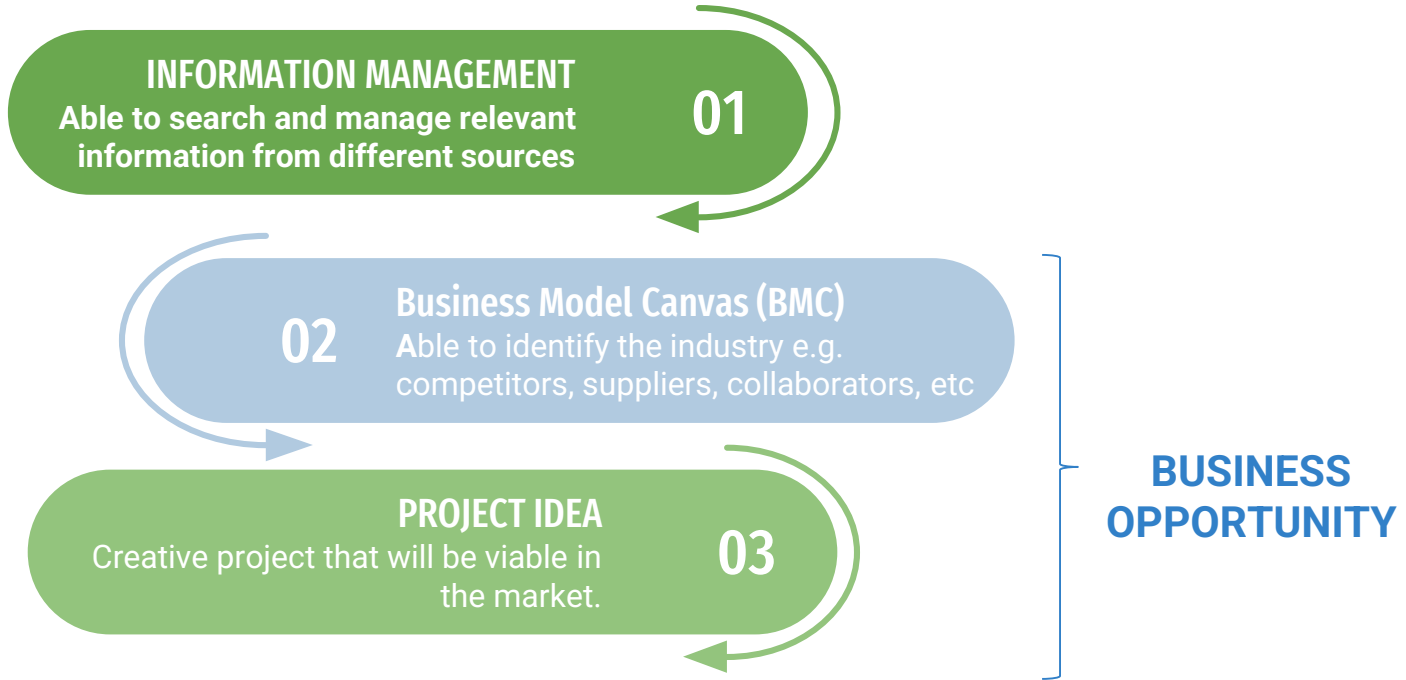 INFORMATION MANAGEMENT
Able to search and manage relevant
information from different sources
01
02
Business Model Canvas (BMC)
Able to identify the industry e.g.
competitors, suppliers, collaborators, etc
PROJECT IDEA
Creative project that will be viable in
the market.
03
BUSINESS
OPPORTUNITY